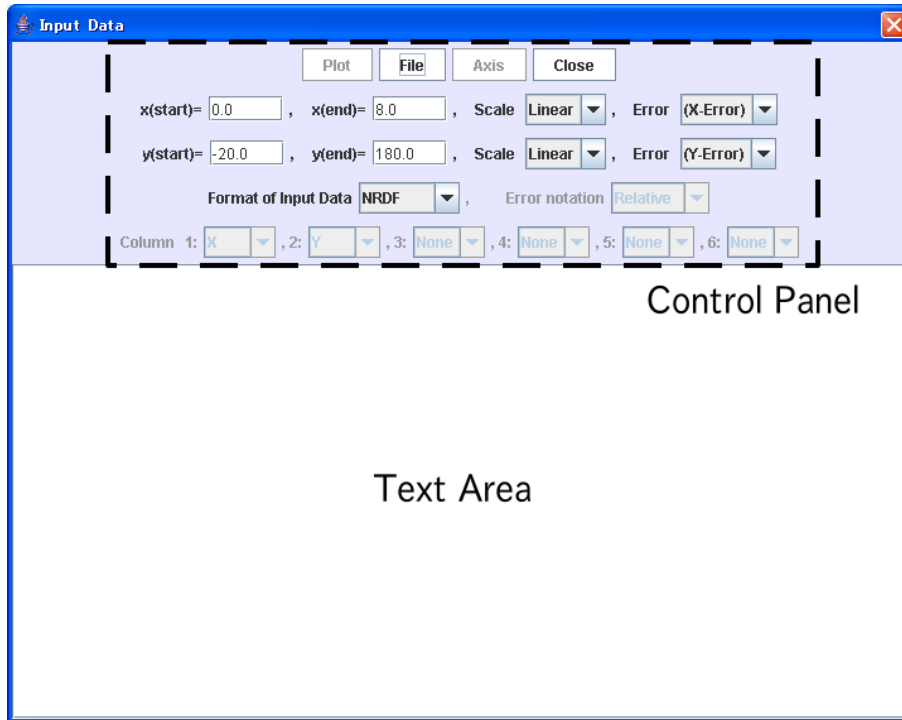 Input Data
Plot File Axis Close
x(start)= 0.0 , x(end)= 8.0 , Scale Linear , Error (X-Error)
y(start)= -20.0 , y(end)= 180.0 , Scale Linear , Error (Y-Error)
Format of Input Data NRDF , Error notation Relative
Column 1: X , 2: Y , 3: None , 4: None , 5: None , 6: None
Control Panel
Text Area